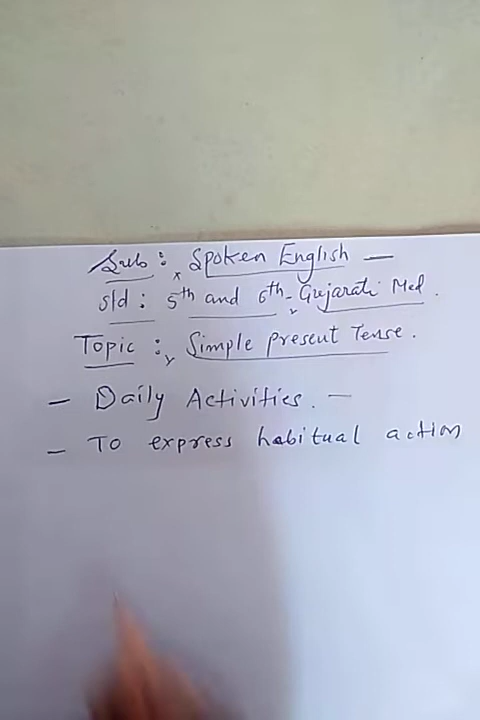 Sub : Spoken English —
Std : 5th and 6th - Gujarati Med.
Topic : Simple Present Tense.
– Daily Activities. –
– To express habitual action